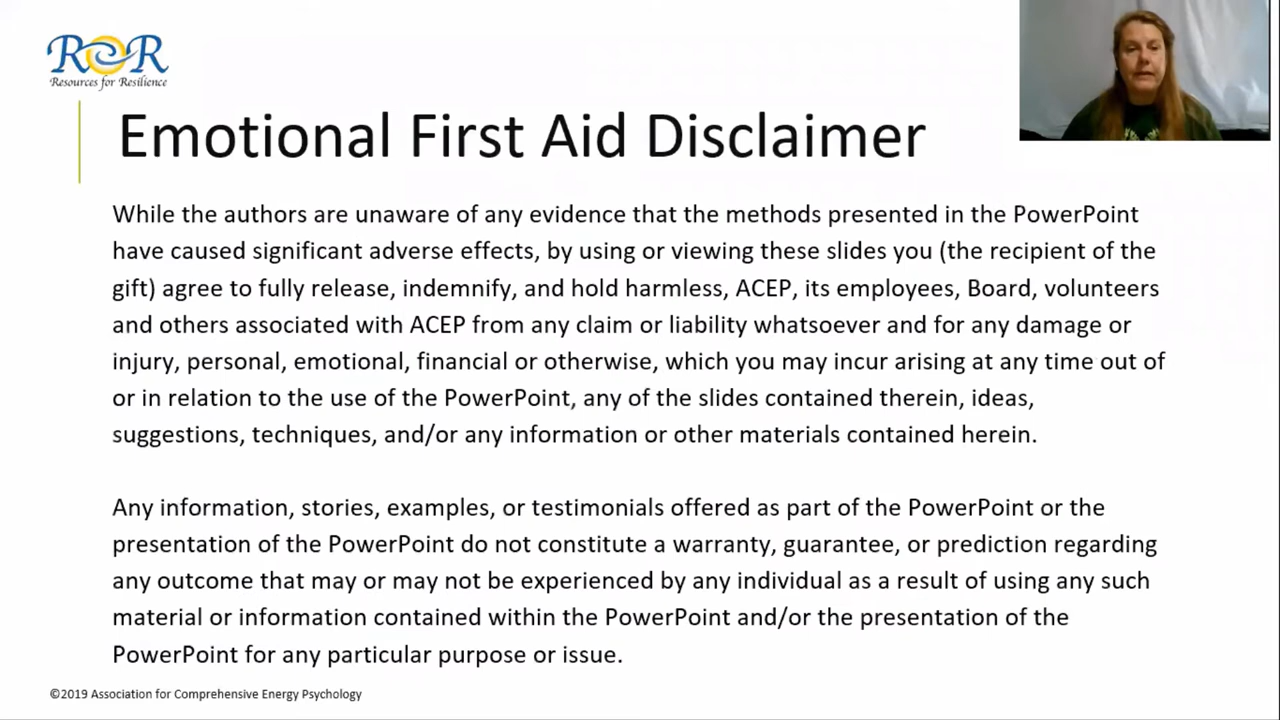 ROR
Resources for Resilience
Emotional First Aid Disclaimer
While the authors are unaware of any evidence that the methods presented in the PowerPoint
have caused significant adverse effects, by using or viewing these slides you (the recipient of the
gift) agree to fully release, indemnify, and hold harmless, ACEP, its employees, Board, volunteers
and others associated with ACEP from any claim or liability whatsoever and for any damage or
injury, personal, emotional, financial or otherwise, which you may incur arising at any time out of
or in relation to the use of the PowerPoint, any of the slides contained therein, ideas,
suggestions, techniques, and/or any information or other materials contained herein.
Any information, stories, examples, or testimonials offered as part of the PowerPoint or the
presentation of the PowerPoint do not constitute a warranty, guarantee, or prediction regarding
any outcome that may or may not be experienced by any individual as a result of using any such
material or information contained within the PowerPoint and/or the presentation of the
PowerPoint for any particular purpose or issue.
©2019 Association for Comprehensive Energy Psychology